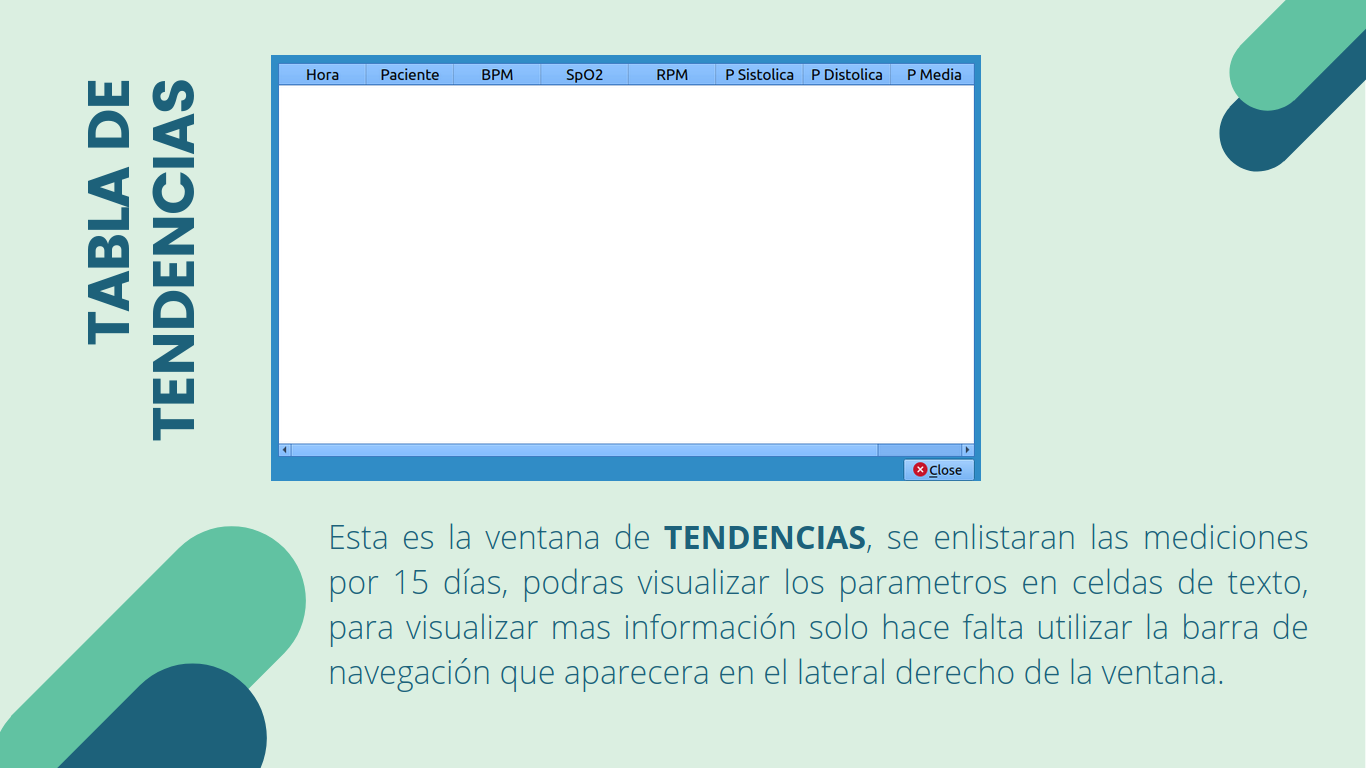 TABLA DE
TENDENCIAS
Hora Paciente BPM SpO2 RPM P Sistolica P Distolica P Media
Close
Esta es la ventana de TENDENCIAS, se enlistaran las mediciones
por 15 días, podras visualizar los parametros en celdas de texto,
para visualizar mas información solo hace falta utilizar la barra de
navegación que aparecera en el lateral derecho de la ventana.